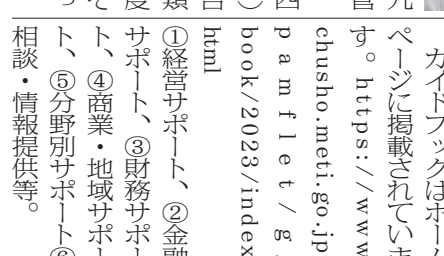 ガイドブックはホーム
ページに掲載されていま
す。https://www
chusho.meti.go.jp
pamflet/g
book/2023/index
html
①経営サポート、②金融
サポート、③財務サポー
ト、④商業・地域サポー
ト、⑤分野別サポート⑥
相談・情報提供等。